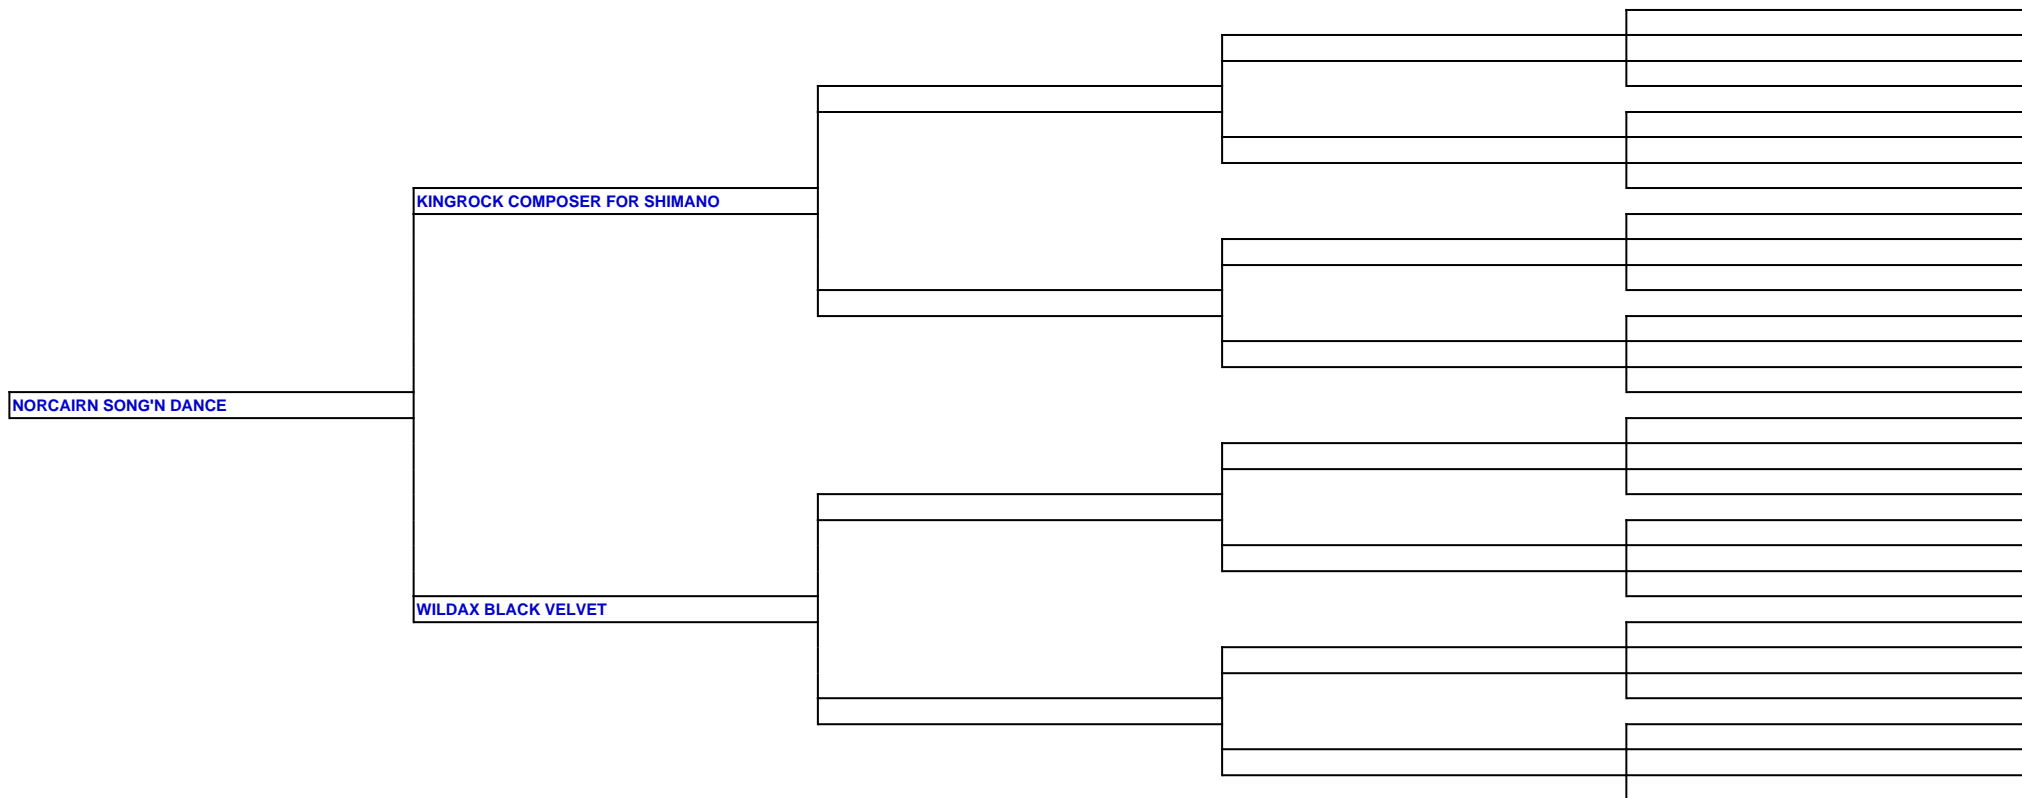 KINGROCK COMPOSER FOR SHIMANO
NORCAIRN SONG'N DANCE
WILDAX BLACK VELVET